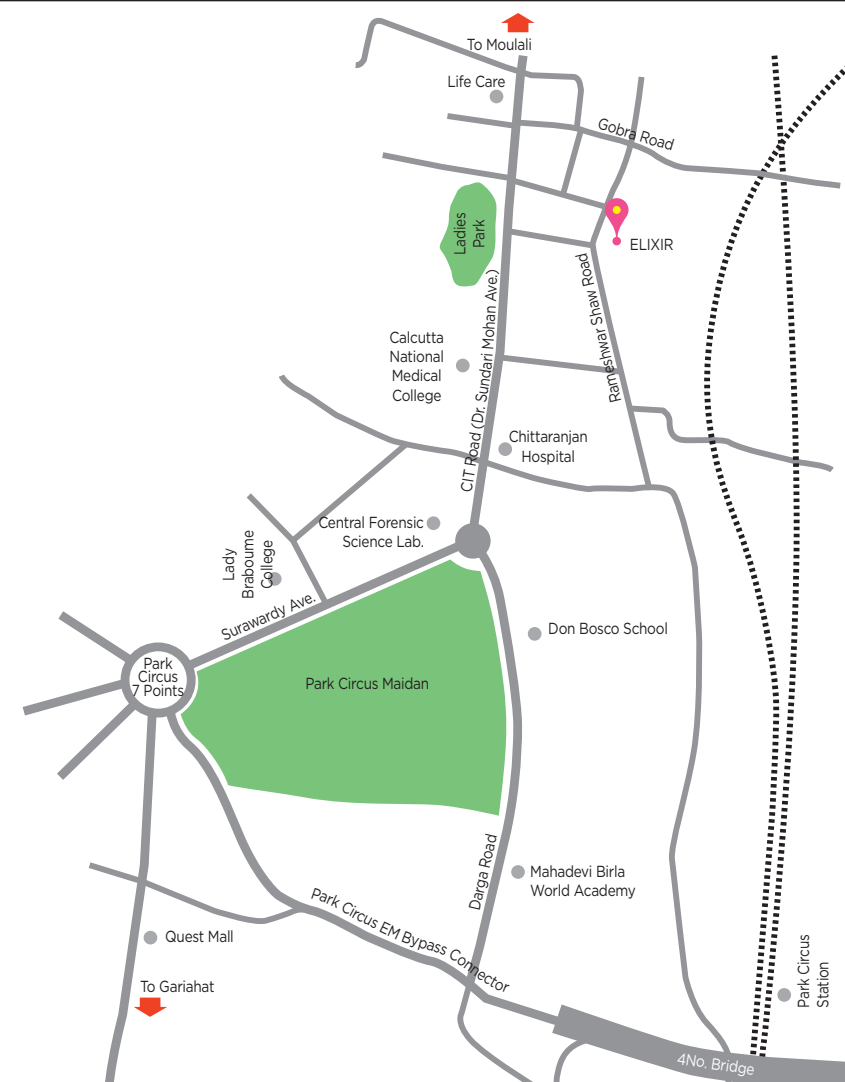 To Moulali
Life Care
Gobra Road
Ladies
Park
ELIXIR
Rameshwar Shaw Road
CIT Road (Dr. Sundari Mohan Ave.)
Calcutta
National
Medical
College
Chittaranjan
Hospital
Central Forensic
Science Lab.
Lady
Braboume
College
Surawardy Ave.
Don Bosco School
Park
Circus
7 Points
Park Circus Maidan
Darga Road
Mahadevi Birla
World Academy
Park Circus EM Bypass Connector
Quest Mall
To Gariahat
Park Circus
Station
4No. Bridge